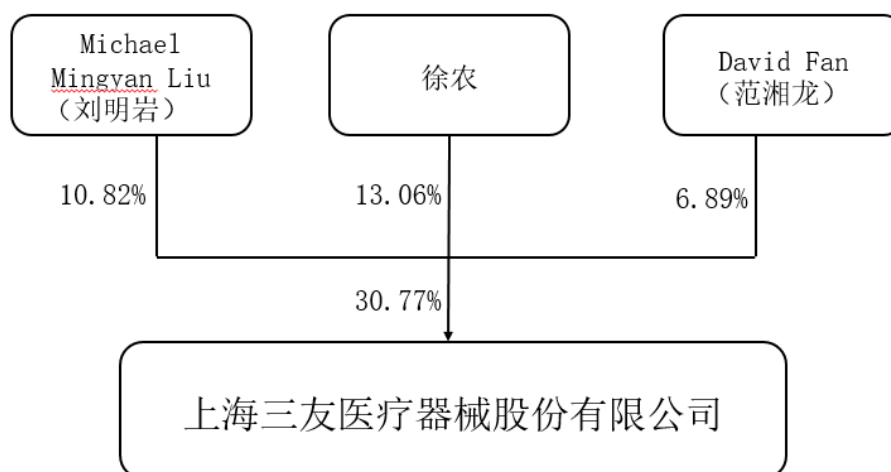 Michael
Mingyan Liu
（刘明岩）
徐农
David Fan
（范湘龙）
10.82%
13.06%
6.89%
30.77%
上海三友医疗器械股份有限公司